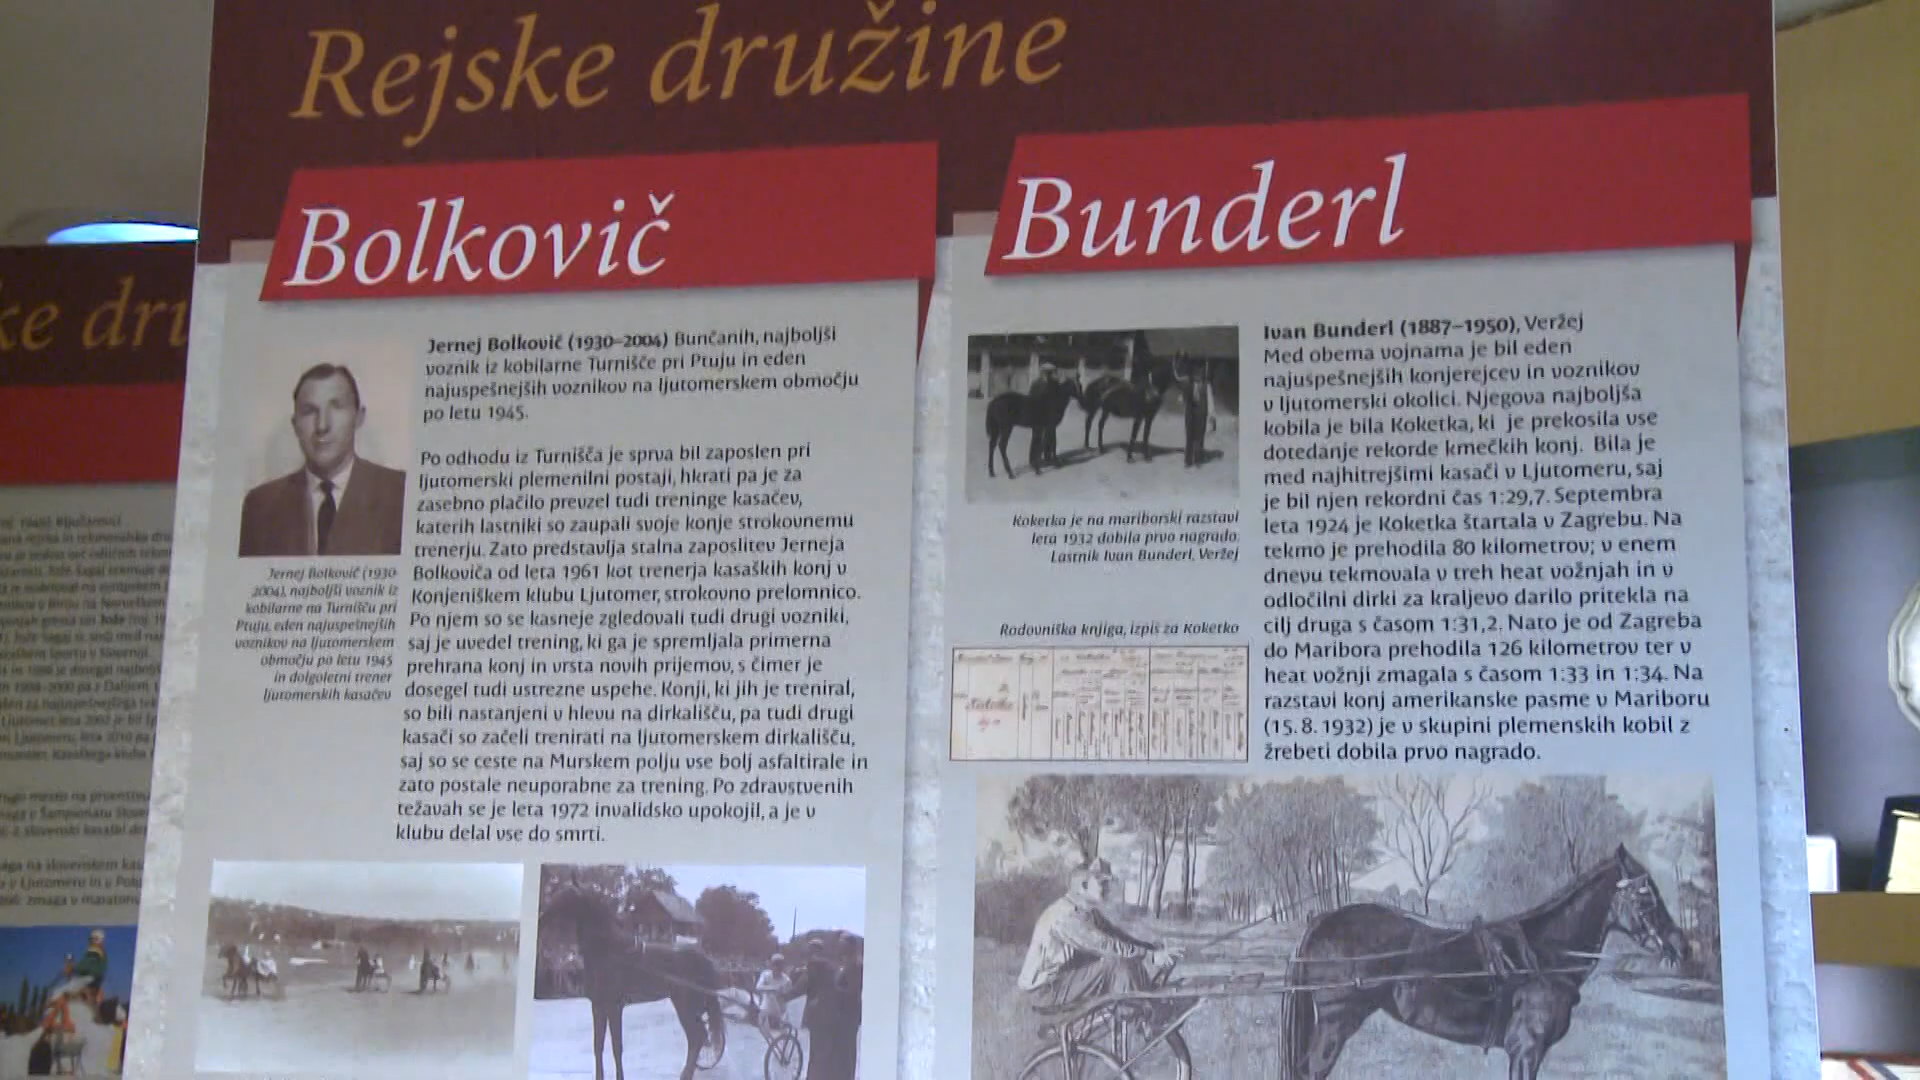 Rejske družine
Bolkovič
Jernej Bolkovič (1930–2004) Bunčanih, najboljši
voznik iz kobilarne Turnišče pri Ptuju in eden
najuspešnejših voznikov na ljutomerskem območju
po letu 1945.
Po odhodu iz Turnišča je sprva bil zaposlen pri
ljutomerski plemenilni postaji, hkrati pa je za
zasebno plačilo prevzel tudi treninge kasačev,
katerih lastniki so zaupali svoje konje strokovnemu
trenerju. Zato predstavlja stalna zaposlitev Jerneja
Bolkoviča od leta 1961 kot trenerja kasaških konj v
Konjeniškem klubu Ljutomer, strokovno prelomnico.
Po njem so se kasneje zgledovali tudi drugi vozniki,
saj je uvedel trening, ki ga je spremljala primerna
prehrana konj in vrsta novih prijemov, s čimer je
dosegel tudi ustrezne uspehe. Konji, ki jih je treniral,
so bili nastanjeni v hlevu na dirkališču, pa tudi drugi
kasači so začeli trenirati na ljutomerskem dirkališču,
saj so se ceste na Murskem polju vse bolj asfaltirale in
zato postale neuporabne za trening. Po zdravstvenih
težavah se je leta 1972 invalidsko upokojil, a je v
klubu delal vse do smrti.
Jernej Bolkovič (1930-
2004), najboljši voznik iz
kobilarne na Turnišču pri
Ptuju, eden najuspešnejših
voznikov na ljutomerskem
območju po letu 1945
in dolgoletni trener
ljutomerskih kasačev
Bunderl
Ivan Bunderl (1887–1950), Veržej
Med obema vojnama je bil eden
najuspešnejših konjerejcev in voznikov
v ljutomerski okolici. Njegova najboljša
kobila je bila Koketka, ki je prekosila vse
dotedanje rekorde kmečkih konj. Bila je
med najhitrejšimi kasači v Ljutomeru, saj
je bil njen rekordni čas 1:29,7. Septembra
leta 1924 je Koketka štartala v Zagrebu. Na
tekmo je prehodila 80 kilometrov; v enem
dnevu tekmovala v treh heat vožnjah in v
odločilni dirki za kraljevo darilo pritekla na
cilj druga s časom 1:31,2. Nato je od Zagreba
do Maribora prehodila 126 kilometrov ter v
heat vožnji zmagala s časom 1:33 in 1:34. Na
razstavi konj amerikanske pasme v Mariboru
(15. 8. 1932) je v skupini plemenskih kobil z
žrebeti dobila prvo nagrado.
Koketka je na mariborski razstavi
leta 1932 dobila prvo nagrado.
Lastnik Ivan Bunderl, Veržej
Rodovniška knjiga, izpis za Koketko
ke dru